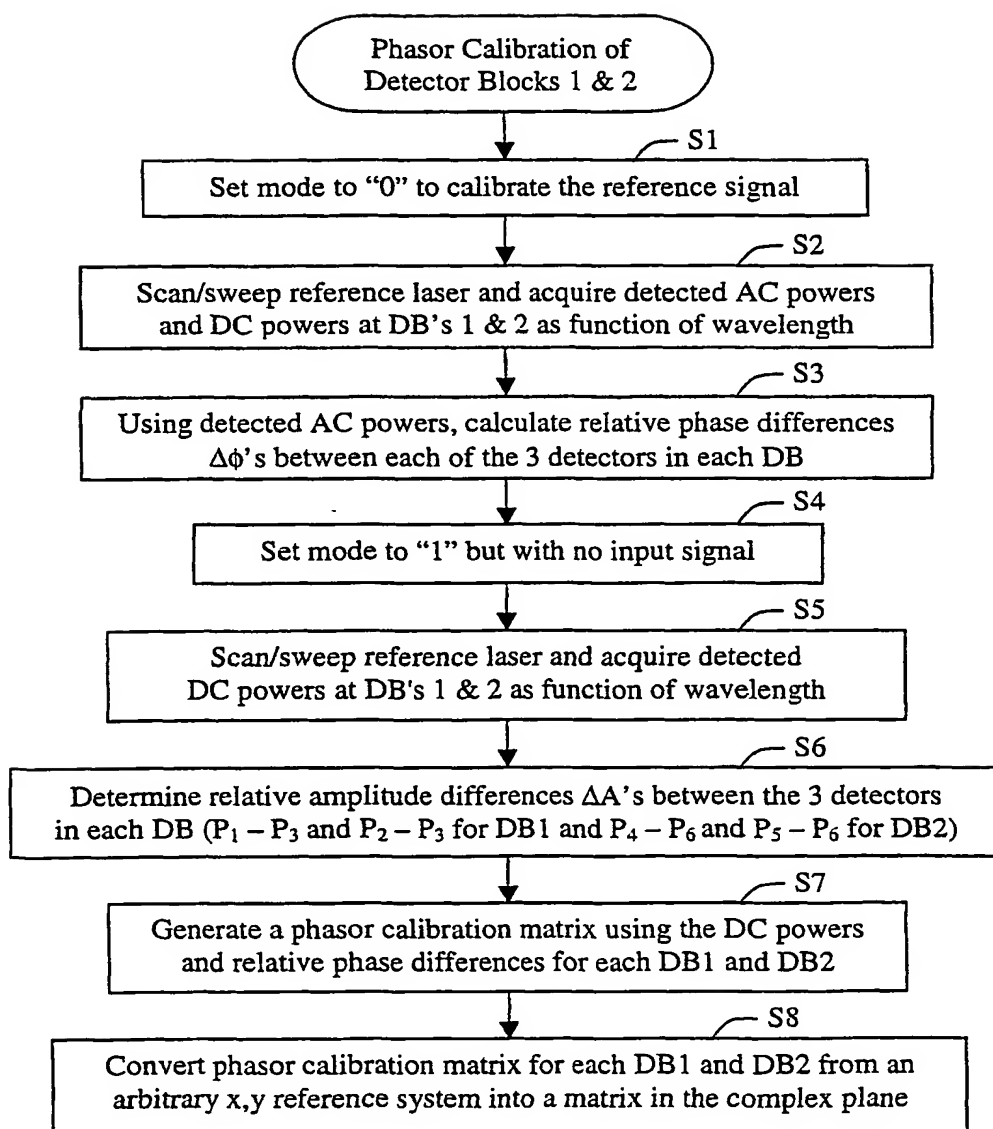 Phasor Calibration of
Detector Blocks 1 & 2
S1
Set mode to “0” to calibrate the reference signal
S2
Scan/sweep reference laser and acquire detected AC powers
and DC powers at DB's 1 & 2 as function of wavelength
S3
Using detected AC powers, calculate relative phase differences
Δϕ's between each of the 3 detectors in each DB
S4
Set mode to “1” but with no input signal
S5
Scan/sweep reference laser and acquire detected
DC powers at DB's 1 & 2 as function of wavelength
S6
Determine relative amplitude differences ΔA's between the 3 detectors
in each DB (P₁ – P₃ and P₂ – P₃ for DB1 and P₄ – P₆ and P₅ – P₆ for DB2)
S7
Generate a phasor calibration matrix using the DC powers
and relative phase differences for each DB1 and DB2
S8
Convert phasor calibration matrix for each DB1 and DB2 from an
arbitrary x,y reference system into a matrix in the complex plane